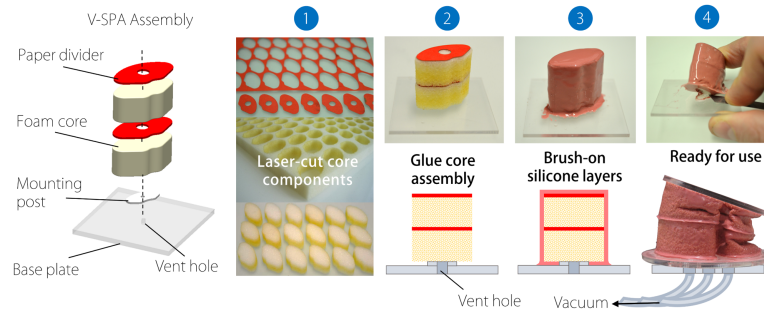 V-SPA Assembly
Paper divider
Foam core
Mounting
post
Base plate
Vent hole
1
Laser-cut core
components
2
Glue core
assembly
Vent hole
3
Brush-on
silicone layers
4
Ready for use
Vacuum